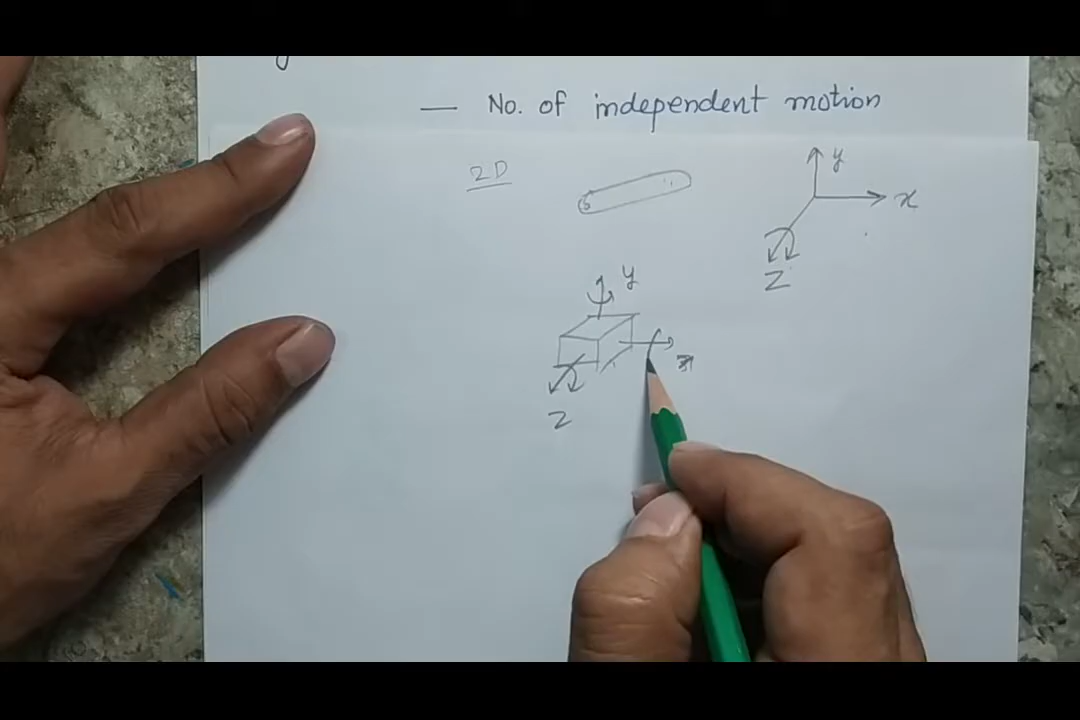 — No. of independent motion
2D
y
x
Z
y
Z